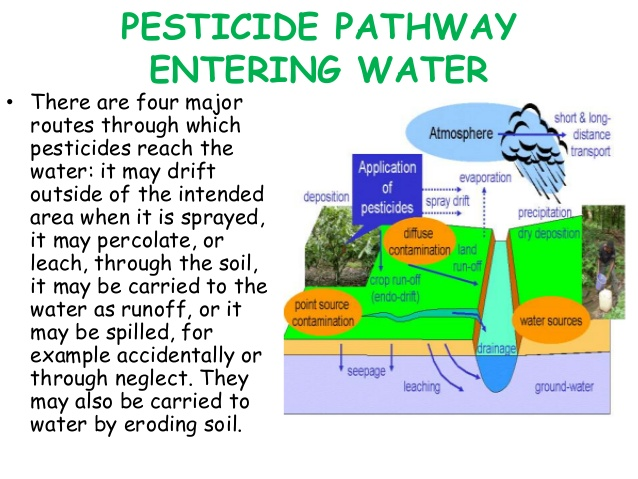 PESTICIDE PATHWAY
ENTERING WATER
• There are four major
routes through which
pesticides reach the
water: it may drift
outside of the intended
area when it is sprayed,
it may percolate, or
leach, through the soil,
it may be carried to the
water as runoff, or it
may be spilled, for
example accidentally or
through neglect. They
may also be carried to
water by eroding soil.
Atmosphere
short & long-
distance
transport
Application
of
pesticides
evaporation
deposition
spray drift
precipitation
dry deposition
diffuse
contamination
land
run-off
crop run-off
(endo-drift)
point source
contamination
water sources
drainage
seepage
leaching
ground-water